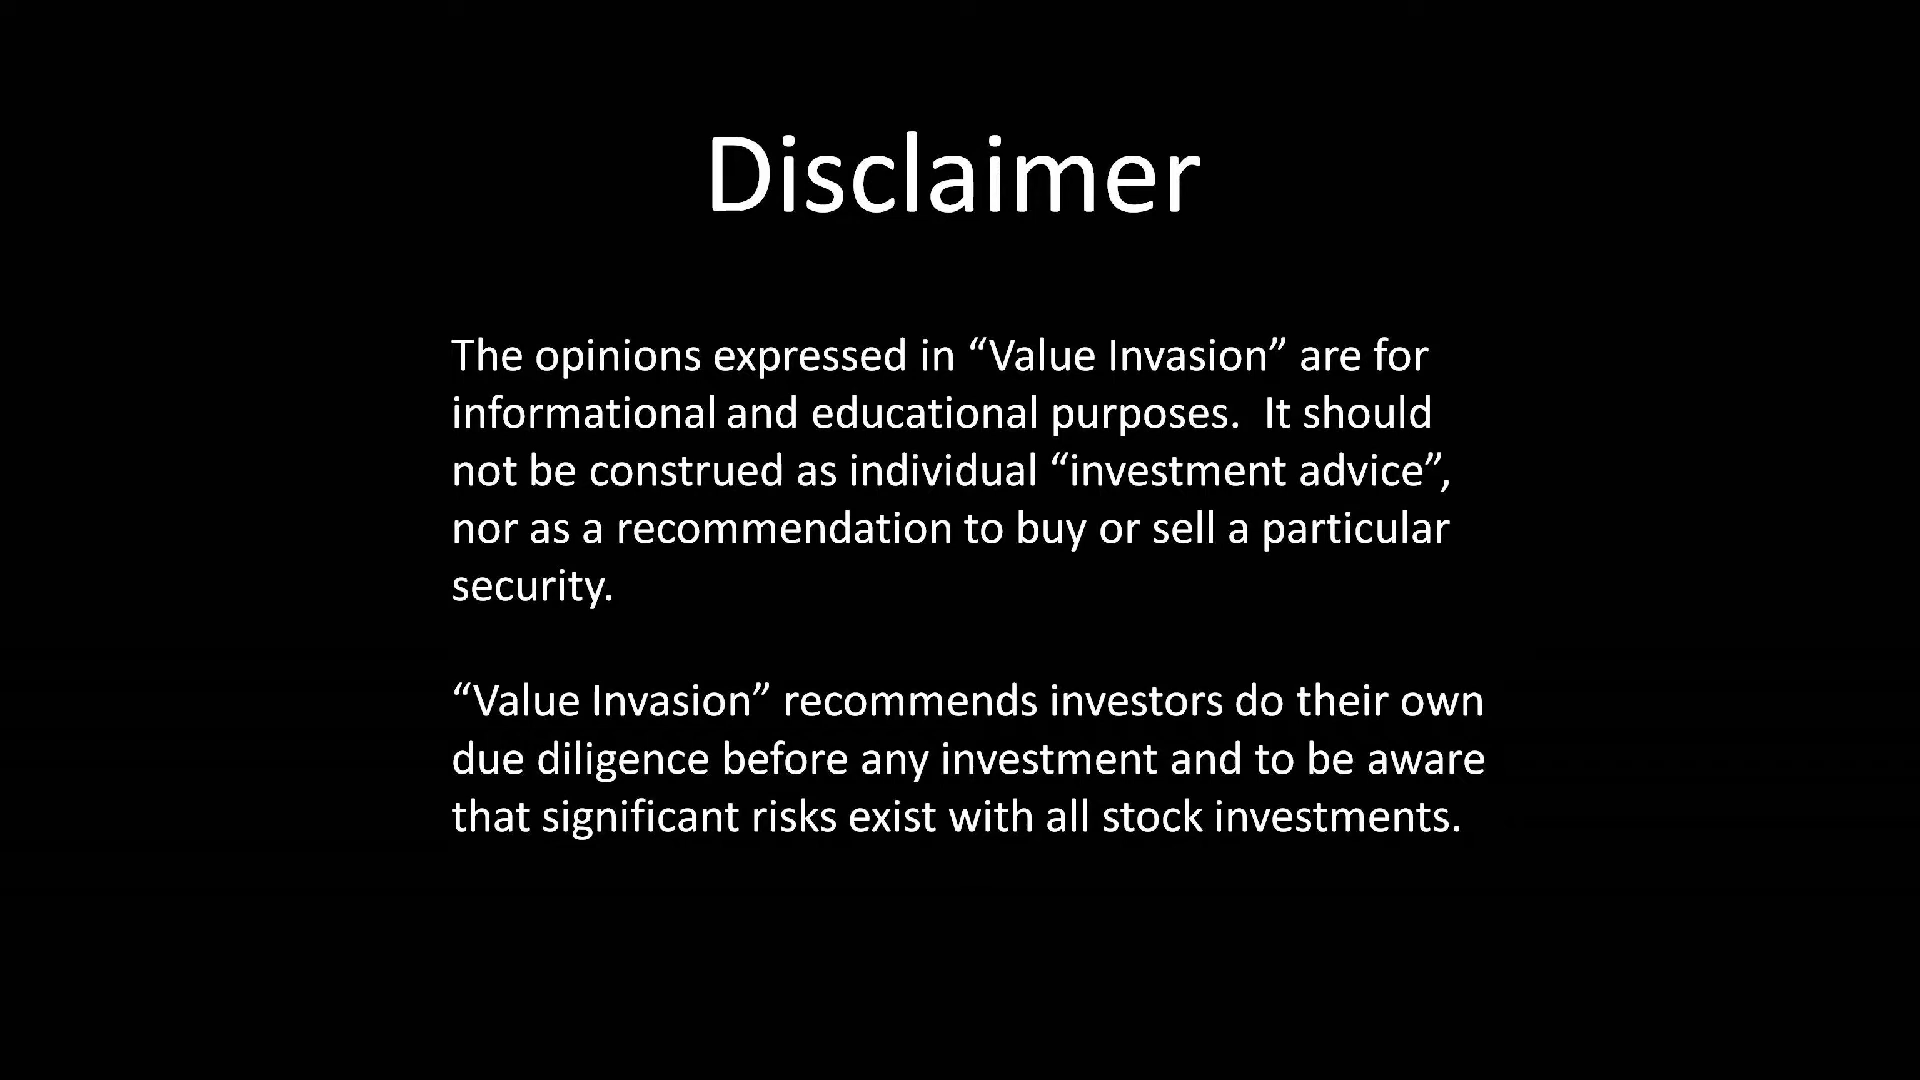 Disclaimer
The opinions expressed in “Value Invasion” are for
informational and educational purposes.  It should
not be construed as individual “investment advice”,
nor as a recommendation to buy or sell a particular
security.
“Value Invasion” recommends investors do their own
due diligence before any investment and to be aware
that significant risks exist with all stock investments.